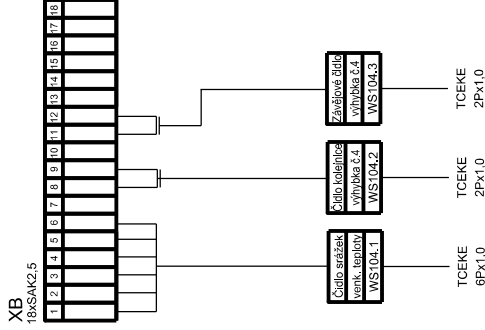 XB
18xSAK2,5
1
2
3
4
5
6
7
8
9
10
11
12
13
14
15
16
17
18
Čidlo srážek
venk. teploty
WS104.1
TCEKE
6Px1.0
Čidlo kolejnice
výhybka č.4
WS104.2
TCEKE
2Px1.0
Závějové čidlo
výhybka č.4
WS104.3
TCEKE
2Px1.0